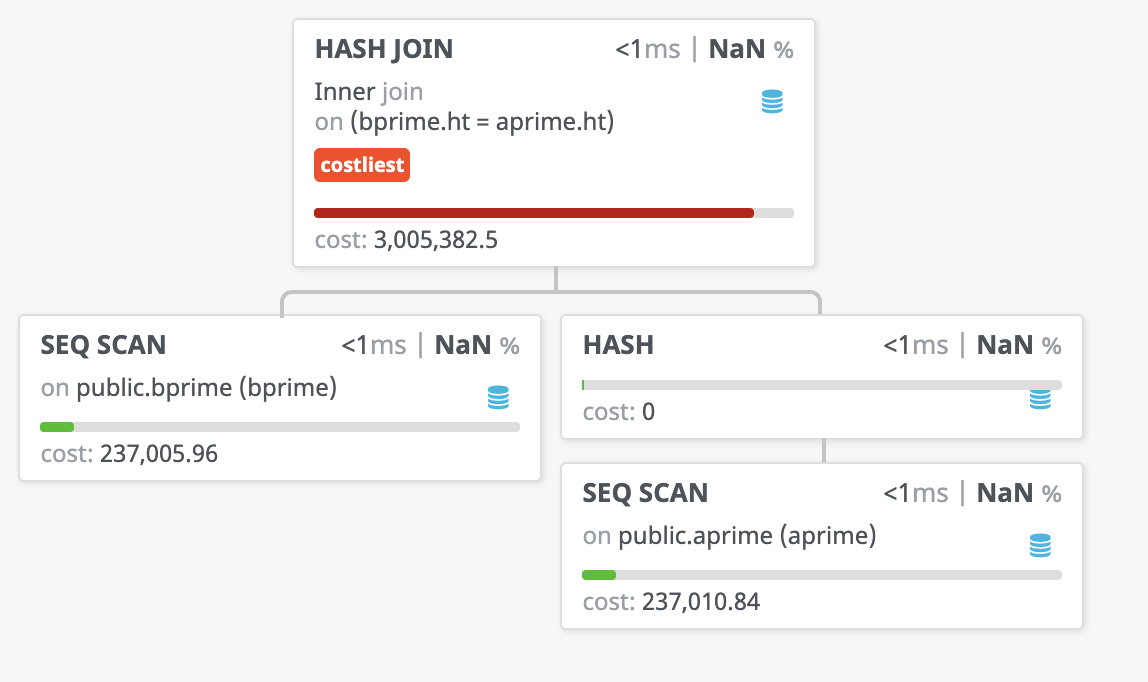 HASH JOIN <1ms | NaN %
Inner join
on (bprime.ht = aprime.ht)
costliest
cost: 3,005,382.5
SEQ SCAN <1ms | NaN %
on public.bprime (bprime)
cost: 237,005.96
HASH <1ms | NaN %
cost: 0
SEQ SCAN <1ms | NaN %
on public.aprime (aprime)
cost: 237,010.84